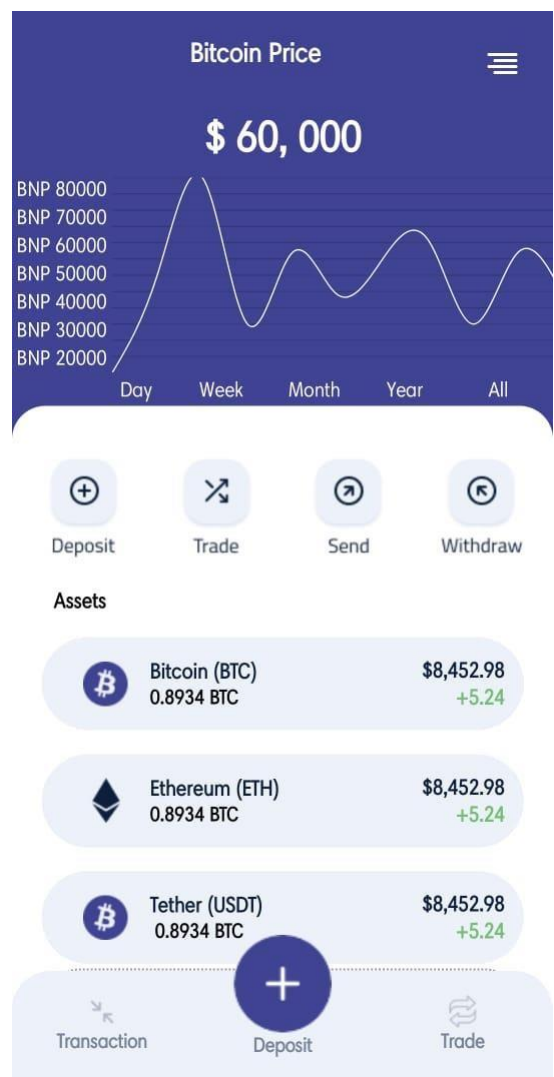 Bitcoin Price
$ 60, 000
BNP 80000
BNP 70000
BNP 60000
BNP 50000
BNP 40000
BNP 30000
BNP 20000
Day Week Month Year All
Deposit Trade Send Withdraw
Assets
Bitcoin (BTC) $8,452.98
0.8934 BTC +5.24
Ethereum (ETH) $8,452.98
0.8934 BTC +5.24
Tether (USDT) $8,452.98
0.8934 BTC +5.24
Transaction Deposit Trade